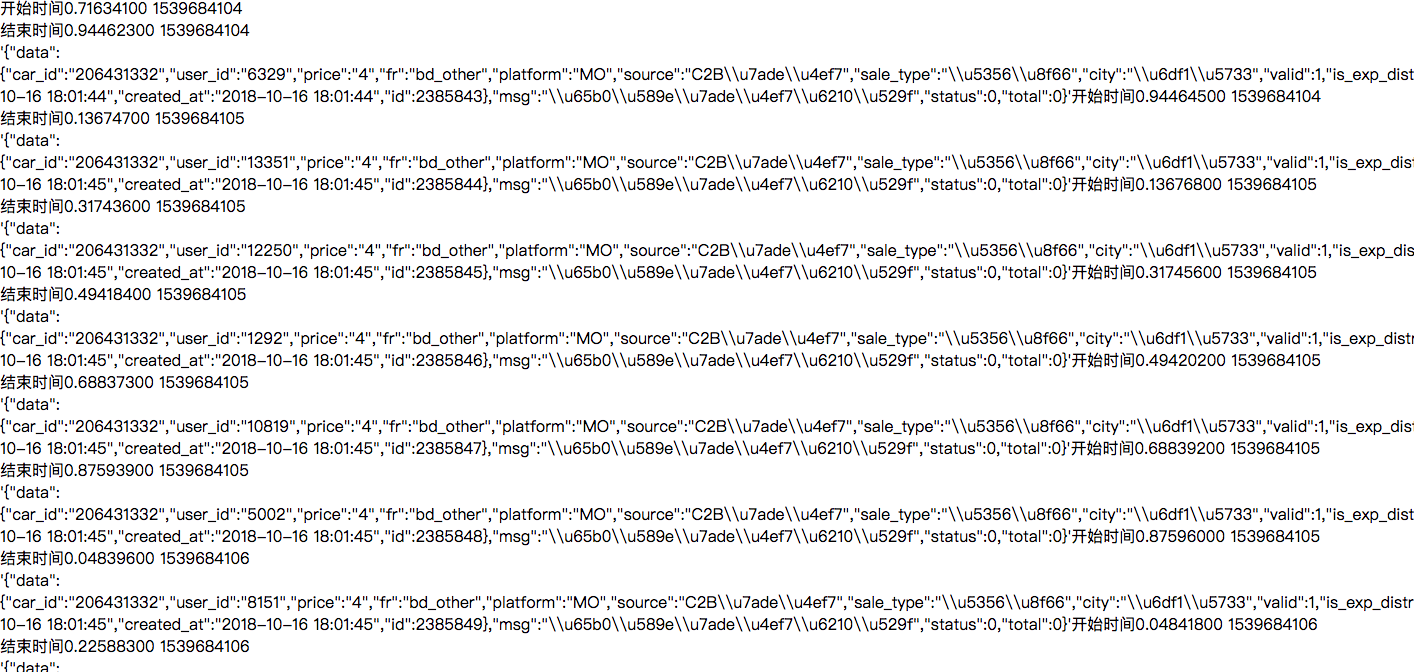 开始时间0.71634100 1539684104
结束时间0.94462300 1539684104
'{"data":
{"car_id":"206431332","user_id":"6329","price":"4","fr":"bd_other","platform":"MO","source":"C2B\\u7ade\\u4ef7","sale_type":"\\u5356\\u8f66","city":"\\u6df1\\u5733","valid":1,"is_exp_dist
10-16 18:01:44","created_at":"2018-10-16 18:01:44","id":2385843},"msg":"\\u65b0\\u589e\\u7ade\\u4ef7\\u6210\\u529f","status":0,"total":0}'开始时间0.94464500 1539684104
结束时间0.13674700 1539684105
'{"data":
{"car_id":"206431332","user_id":"13351","price":"4","fr":"bd_other","platform":"MO","source":"C2B\\u7ade\\u4ef7","sale_type":"\\u5356\\u8f66","city":"\\u6df1\\u5733","valid":1,"is_exp_dist
10-16 18:01:45","created_at":"2018-10-16 18:01:45","id":2385844},"msg":"\\u65b0\\u589e\\u7ade\\u4ef7\\u6210\\u529f","status":0,"total":0}'开始时间0.13676800 1539684105
结束时间0.31743600 1539684105
'{"data":
{"car_id":"206431332","user_id":"12250","price":"4","fr":"bd_other","platform":"MO","source":"C2B\\u7ade\\u4ef7","sale_type":"\\u5356\\u8f66","city":"\\u6df1\\u5733","valid":1,"is_exp_dis
10-16 18:01:45","created_at":"2018-10-16 18:01:45","id":2385845},"msg":"\\u65b0\\u589e\\u7ade\\u4ef7\\u6210\\u529f","status":0,"total":0}'开始时间0.31745600 1539684105
结束时间0.49418400 1539684105
'{"data":
{"car_id":"206431332","user_id":"1292","price":"4","fr":"bd_other","platform":"MO","source":"C2B\\u7ade\\u4ef7","sale_type":"\\u5356\\u8f66","city":"\\u6df1\\u5733","valid":1,"is_exp_distr
10-16 18:01:45","created_at":"2018-10-16 18:01:45","id":2385846},"msg":"\\u65b0\\u589e\\u7ade\\u4ef7\\u6210\\u529f","status":0,"total":0}'开始时间0.49420200 1539684105
结束时间0.68837300 1539684105
'{"data":
{"car_id":"206431332","user_id":"10819","price":"4","fr":"bd_other","platform":"MO","source":"C2B\\u7ade\\u4ef7","sale_type":"\\u5356\\u8f66","city":"\\u6df1\\u5733","valid":1,"is_exp_dist
10-16 18:01:45","created_at":"2018-10-16 18:01:45","id":2385847},"msg":"\\u65b0\\u589e\\u7ade\\u4ef7\\u6210\\u529f","status":0,"total":0}'开始时间0.68839200 1539684105
结束时间0.87593900 1539684105
'{"data":
{"car_id":"206431332","user_id":"5002","price":"4","fr":"bd_other","platform":"MO","source":"C2B\\u7ade\\u4ef7","sale_type":"\\u5356\\u8f66","city":"\\u6df1\\u5733","valid":1,"is_exp_dist
10-16 18:01:45","created_at":"2018-10-16 18:01:45","id":2385848},"msg":"\\u65b0\\u589e\\u7ade\\u4ef7\\u6210\\u529f","status":0,"total":0}'开始时间0.87596000 1539684105
结束时间0.04839600 1539684106
'{"data":
{"car_id":"206431332","user_id":"8151","price":"4","fr":"bd_other","platform":"MO","source":"C2B\\u7ade\\u4ef7","sale_type":"\\u5356\\u8f66","city":"\\u6df1\\u5733","valid":1,"is_exp_distr
10-16 18:01:45","created_at":"2018-10-16 18:01:45","id":2385849},"msg":"\\u65b0\\u589e\\u7ade\\u4ef7\\u6210\\u529f","status":0,"total":0}'开始时间0.04841800 1539684106
结束时间0.22588300 1539684106
'{"data":